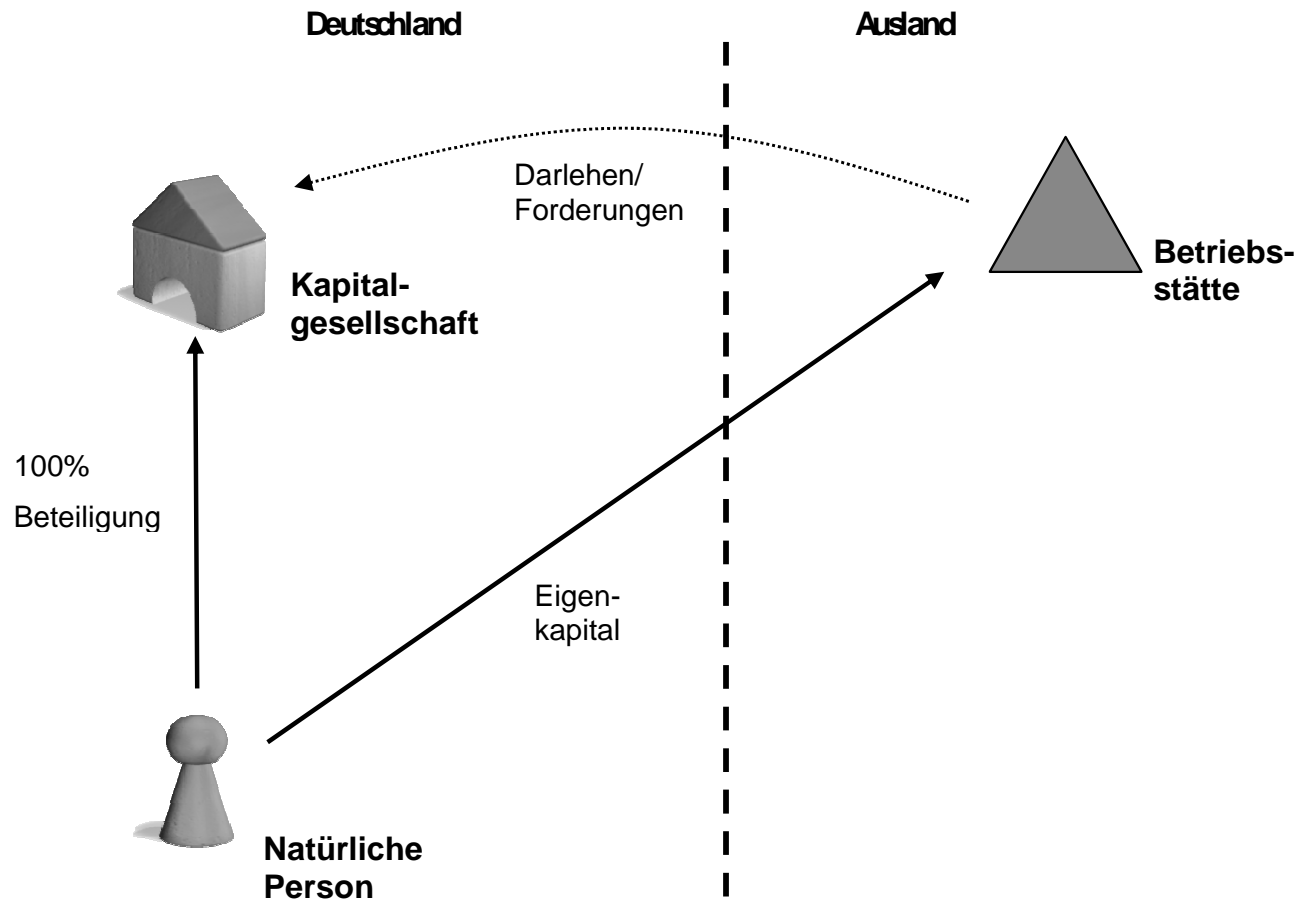 Deutschland
Ausland
Darlehen/
Forderungen
Betriebs-
stätte
Kapital-
gesellschaft
100%
Beteiligung
Eigen-
kapital
Natürliche
Person